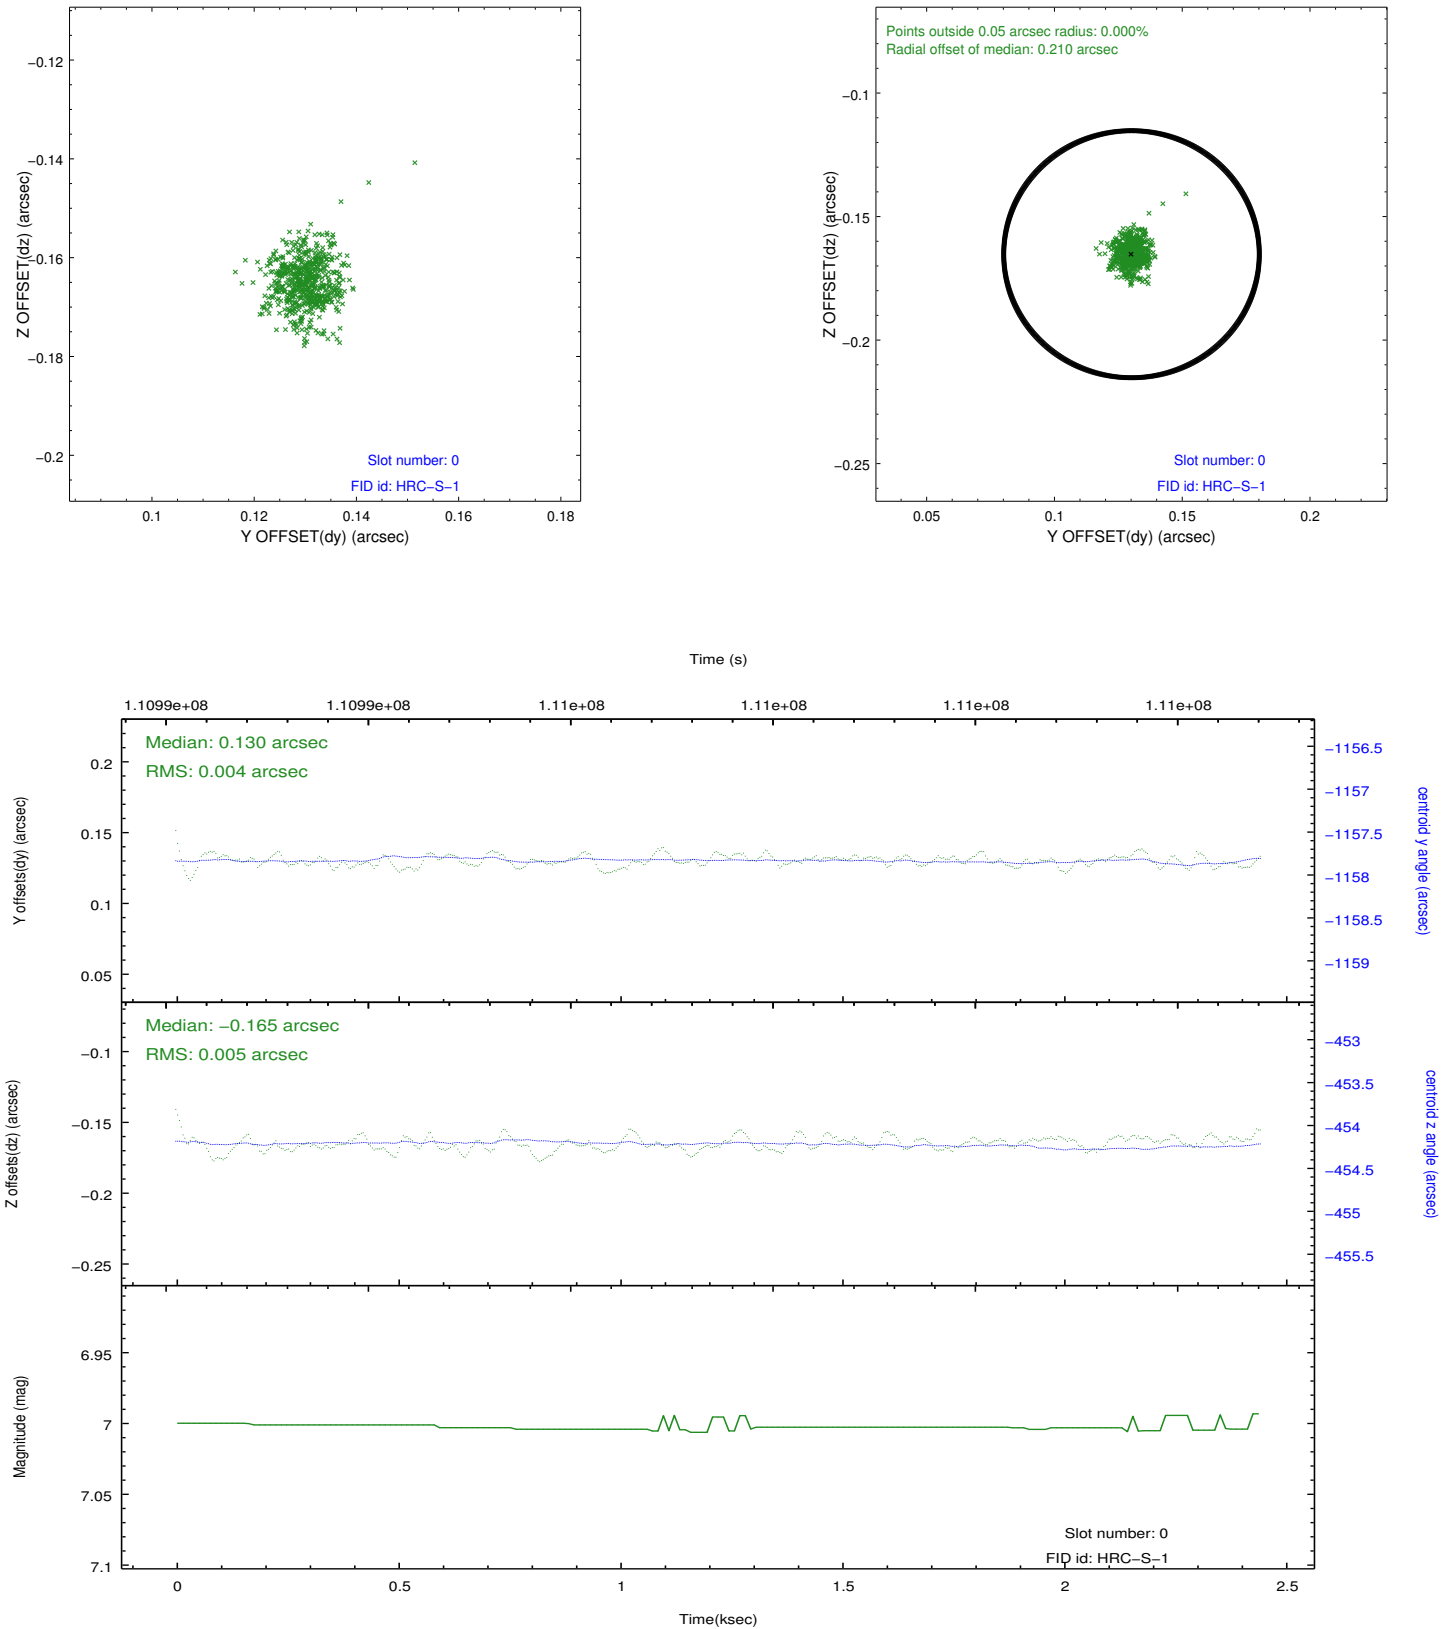 −0.12
−0.14
−0.16
−0.18
−0.2
Z OFFSET(dz) (arcsec)
Slot number: 0
FID id: HRC−S−1
0.1
0.12
0.14
0.16
0.18
Y OFFSET(dy) (arcsec)
Points outside 0.05 arcsec radius: 0.000%
Radial offset of median: 0.210 arcsec
−0.1
−0.15
−0.2
−0.25
Z OFFSET(dz) (arcsec)
Slot number: 0
FID id: HRC−S−1
0.05
0.1
0.15
0.2
Y OFFSET(dy) (arcsec)
Time (s)
1.1099e+08
1.1099e+08
1.11e+08
1.11e+08
1.11e+08
1.11e+08
Median: 0.130 arcsec
RMS: 0.004 arcsec
0.2
0.15
0.1
0.05
Y offsets(dy) (arcsec)
−1156.5
−1157
−1157.5
−1158
−1158.5
−1159
centroid y angle (arcsec)
Median: −0.165 arcsec
RMS: 0.005 arcsec
−0.1
−0.15
−0.2
−0.25
Z offsets(dz) (arcsec)
−453
−453.5
−454
−454.5
−455
−455.5
centroid z angle (arcsec)
6.95
7
7.05
7.1
Magnitude (mag)
Slot number: 0
FID id: HRC−S−1
0
0.5
1
1.5
2
2.5
Time(ksec)